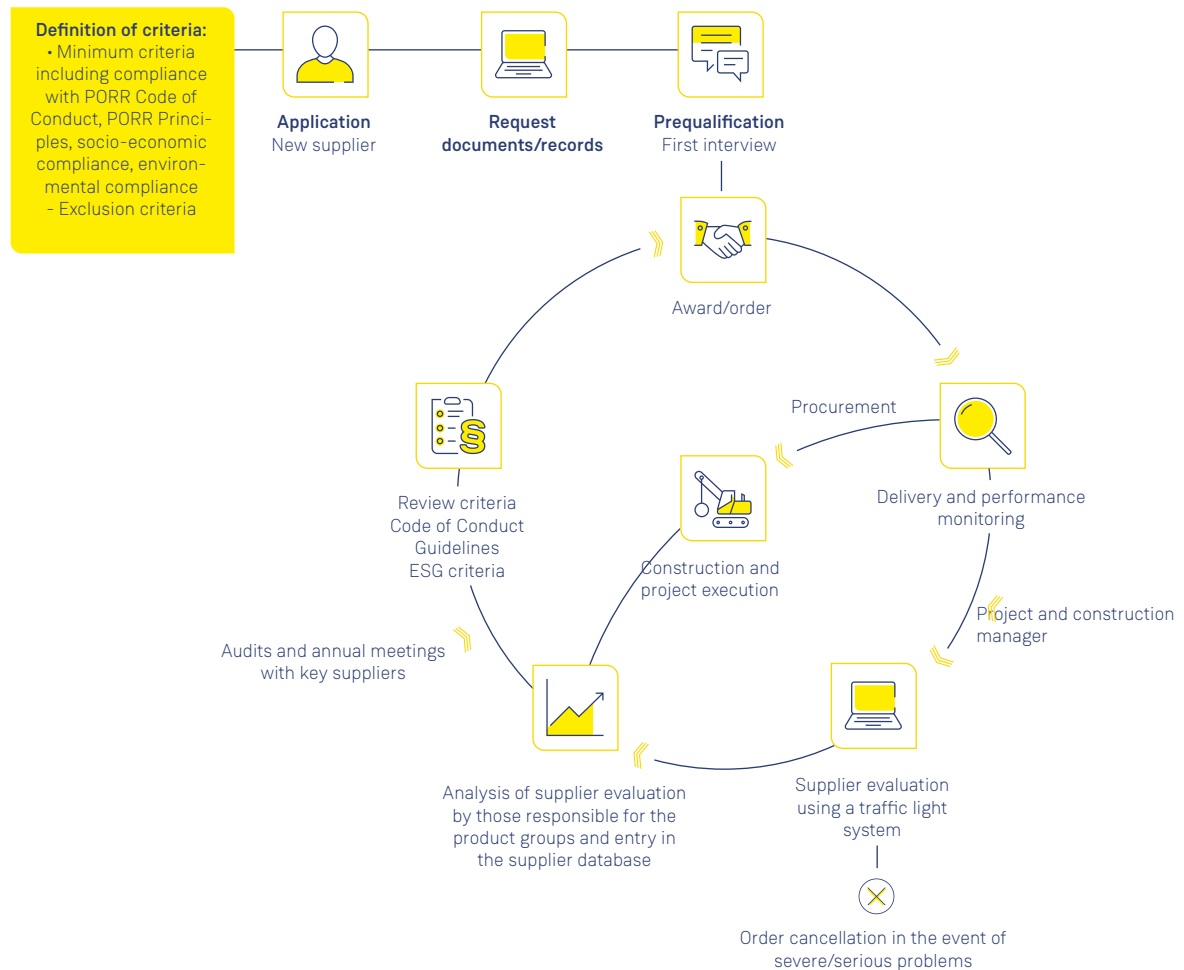 Definition of criteria:
• Minimum criteria
including compliance
with PORR Code of
Conduct, PORR Princi-
ples, socio-economic
compliance, environ-
mental compliance
- Exclusion criteria
Application
New supplier
Request
documents/records
Prequalification
First interview
Award/order
Procurement
Delivery and performance
monitoring
Review criteria
Code of Conduct
Guidelines
ESG criteria
§
Construction and
project execution
Project and construction
manager
Audits and annual meetings
with key suppliers
Supplier evaluation
using a traffic light
system
Analysis of supplier evaluation
by those responsible for the
product groups and entry in
the supplier database
Order cancellation in the event of
severe/serious problems